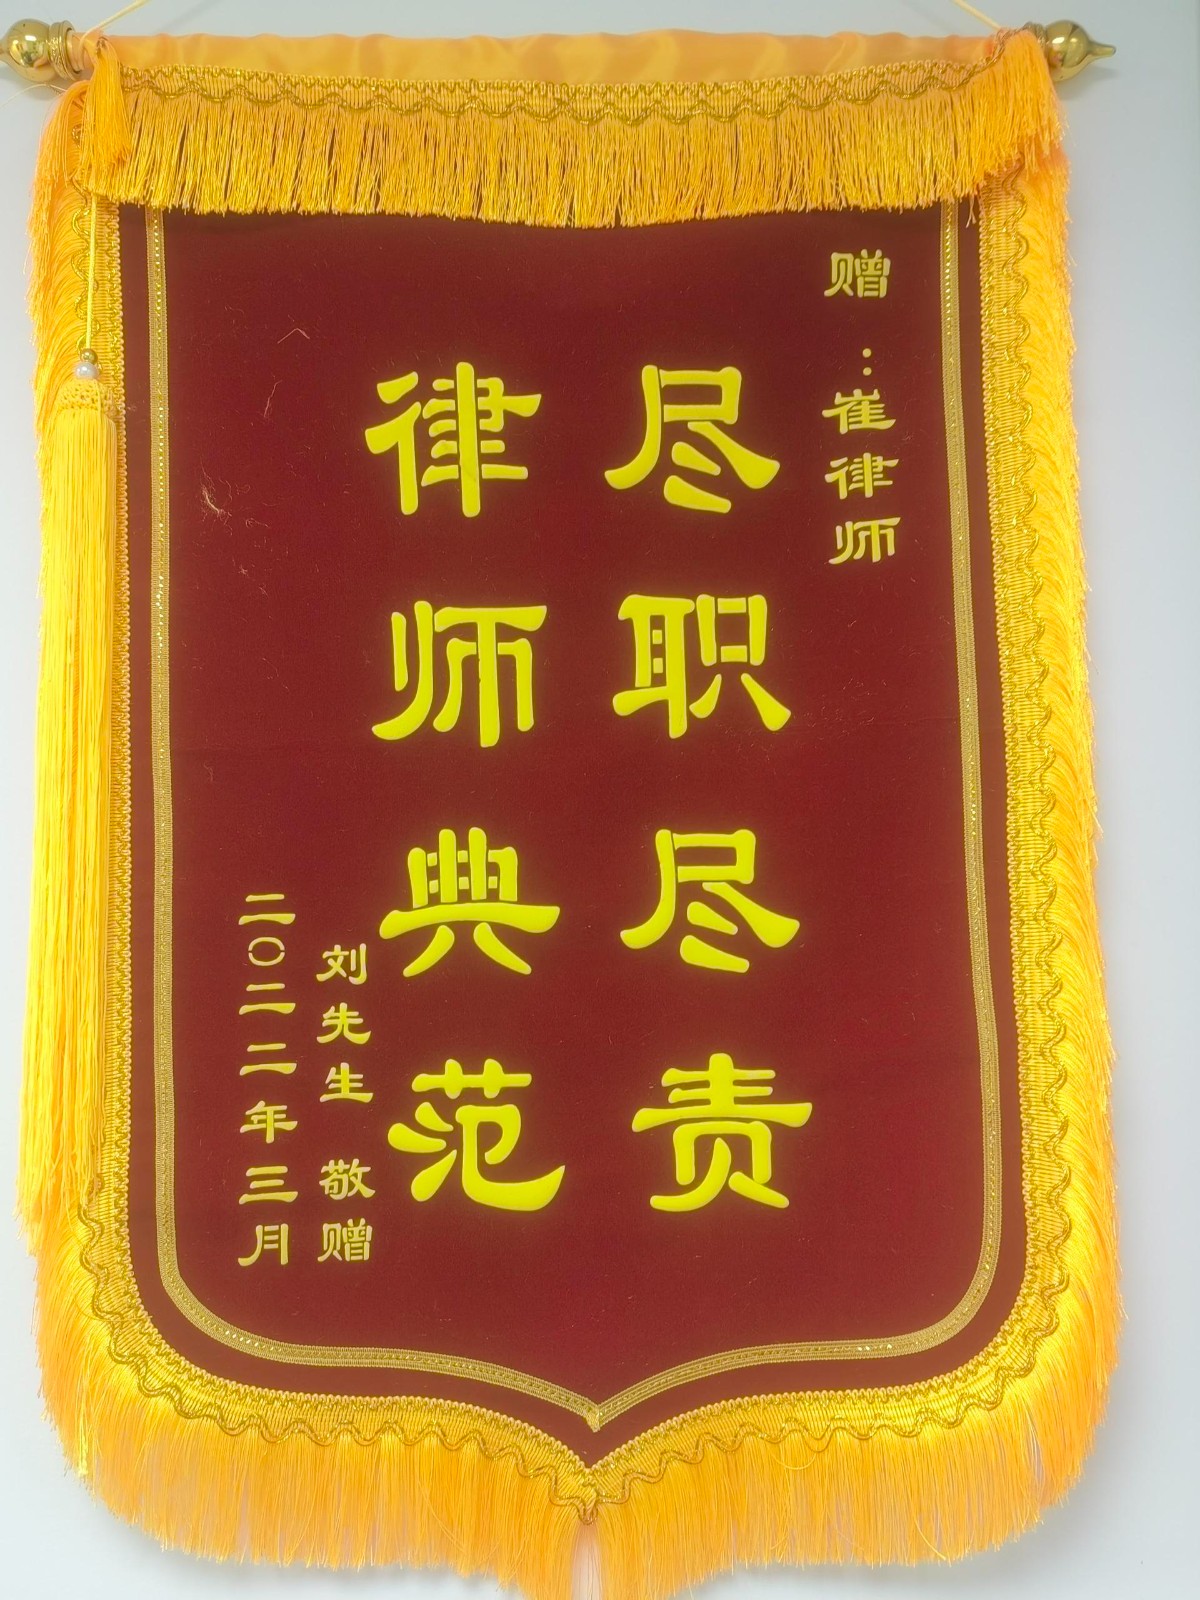 赠：崔律师
尽职尽责
律师典范
刘先生 敬赠
二〇二二年三月